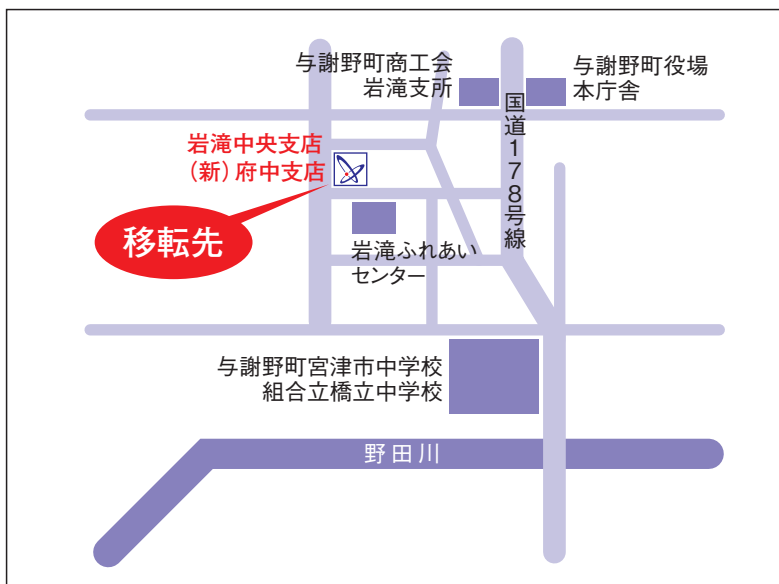 与謝野町商工会
岩滝支所
与謝野町役場
本庁舎
国道178号線
岩滝中央支店
(新)府中支店
移転先
岩滝ふれあい
センター
与謝野町宮津市中学校
組合立橋立中学校
野田川